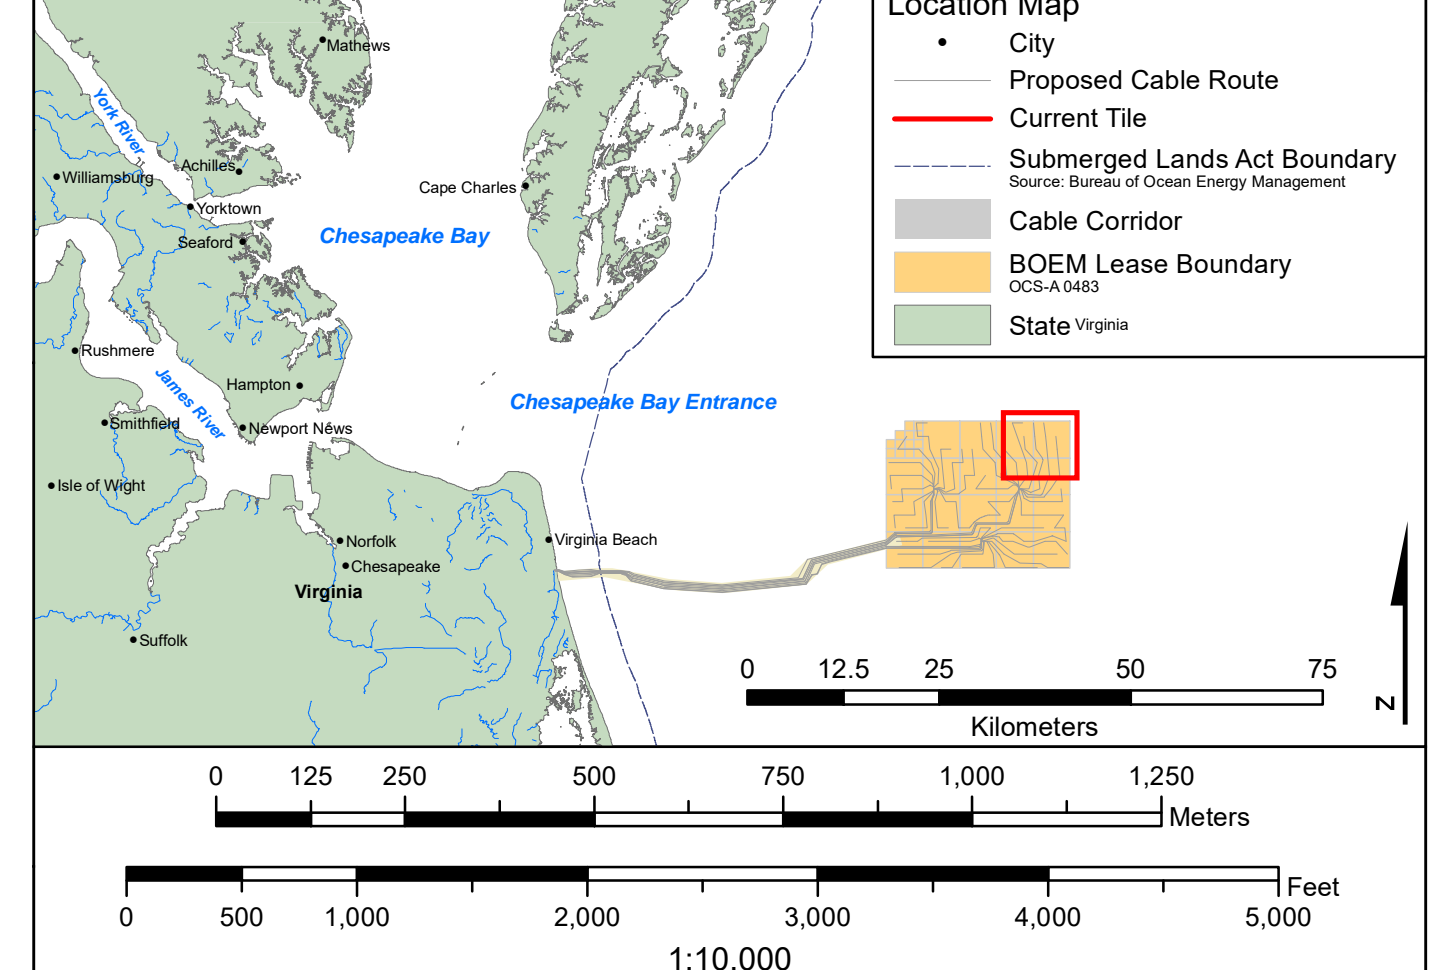 Location Map
City
Proposed Cable Route
Current Tile
Submerged Lands Act Boundary
Source: Bureau of Ocean Energy Management
Cable Corridor
BOEM Lease Boundary
OCS-A 0483
State Virginia
Mathews
York River
Achilles
Williamsburg
Cape Charles
Yorktown
Seaford
Chesapeake Bay
Rushmere
James River
Hampton
Chesapeake Bay Entrance
Smithfield
Newport News
Isle of Wight
Norfolk
Virginia Beach
Chesapeake
Virginia
Suffolk
0 12.5 25 50 75
Kilometers
N
0 125 250 500 750 1,000 1,250
Meters
Feet
0 500 1,000 2,000 3,000 4,000 5,000
1:10,000